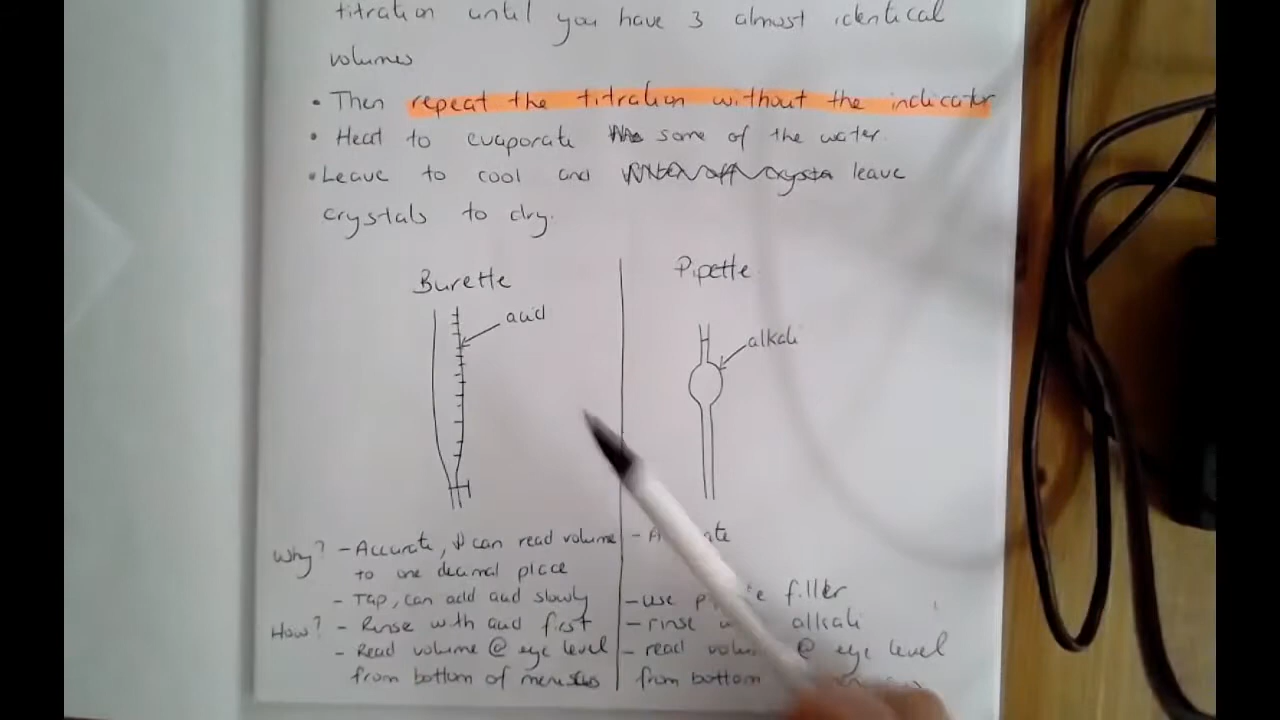 titration until you have 3 almost identical
volumes
• Then repeat the titration without the indicator
• Heat to evaporate some of the water.
• Leave to cool and leave
crystals to dry.
Burette
acid
Why? - Accurate, can read volume
to one decimal place
- Tap, can add acid slowly
How? - Rinse with acid first
- Read volume @ eye level
from bottom of meniscus
Pipette
alkali
- use filler
- rinse alkali
- read @ eye level
from bottom